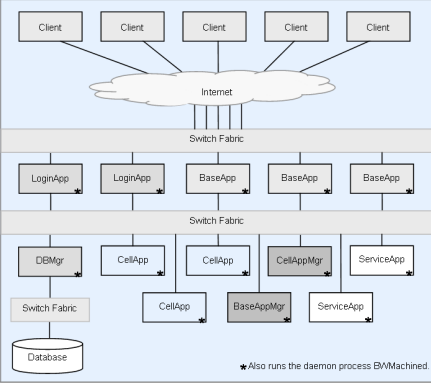 Client Client Client Client Client
Internet
Switch Fabric
LoginApp LoginApp BaseApp BaseApp BaseApp
* * * * *
Switch Fabric
DBMgr CellApp CellApp CellAppMgr ServiceApp
* * * * *
CellApp BaseAppMgr ServiceApp
* * *
Switch Fabric
Database
*Also runs the daemon process BWMachined.